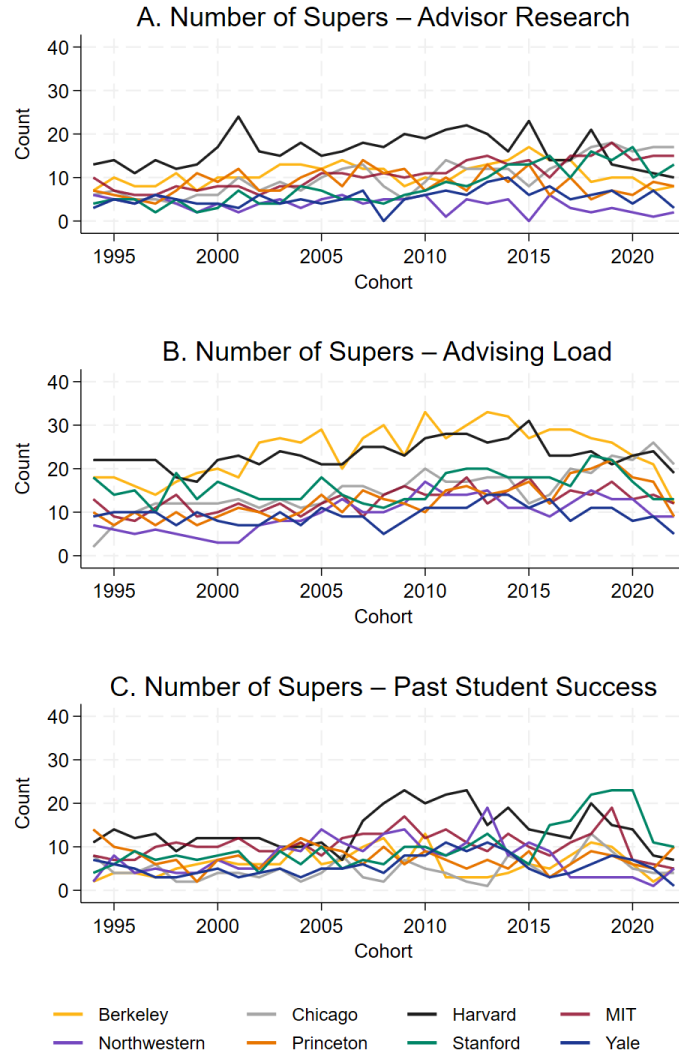 A. Number of Supers – Advisor Research
40
30
20
10
0
Count
1995 2000 2005 2010 2015 2020
Cohort
B. Number of Supers – Advising Load
40
30
20
10
0
Count
1995 2000 2005 2010 2015 2020
Cohort
C. Number of Supers – Past Student Success
40
30
20
10
0
Count
1995 2000 2005 2010 2015 2020
Cohort
Berkeley Chicago Harvard MIT
Northwestern Princeton Stanford Yale